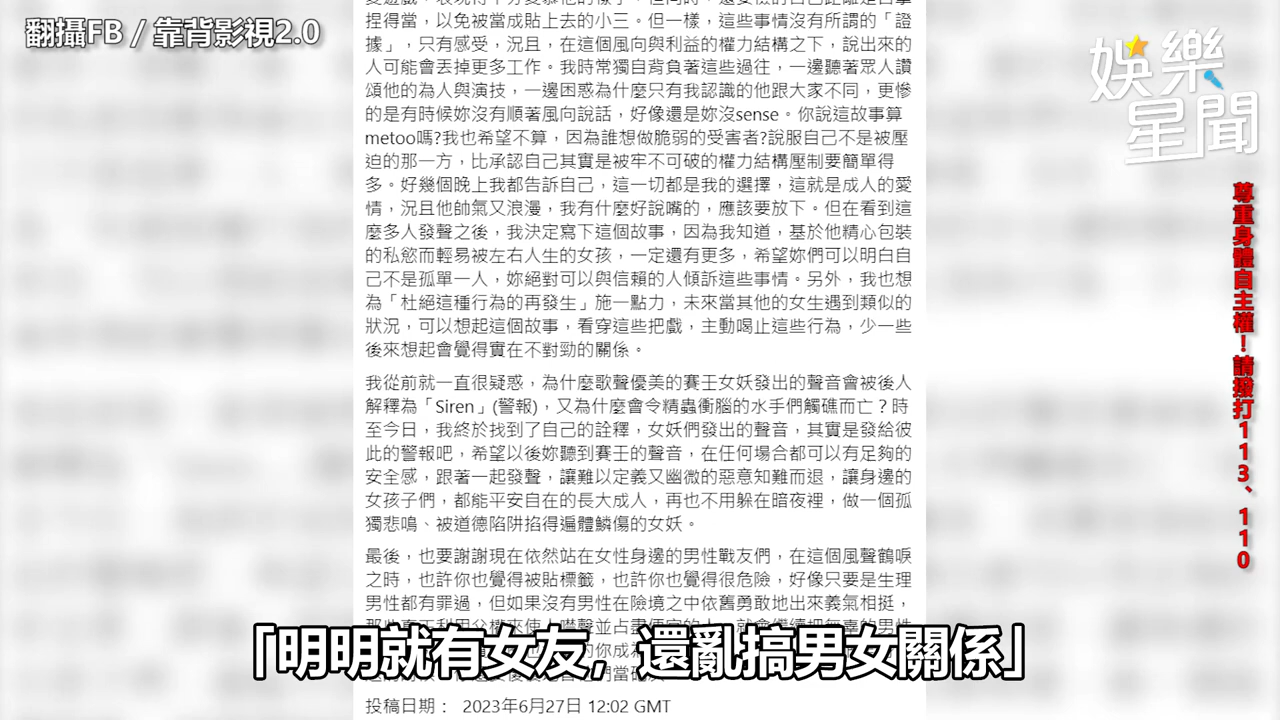 翻攝FB / 靠背影視2.0
娛樂
星聞
捏得當，以免被當成貼上去的小三。但一樣，這些事情沒有所謂的「證
據」，只有感受，況且，在這個風向與利益的權力結構之下，說出來的
人可能會丟掉更多工作。我時常獨自背負著這些過往，一邊聽著眾人讚
頌他的為人與演技，一邊困惑為什麼只有我認識的他跟大家不同，更慘
的是有時候妳沒有順著風向說話，好像還是妳沒sense。你說這故事算
metoo嗎?我也希望不算，因為誰想做脆弱的受害者?說服自己不是被壓
迫的那一方，比承認自己其實是被牢不可破的權力結構壓制要簡單得
多。好幾個晚上我都告訴自己，這一切都是我的選擇，這就是成人的愛
情，況且他帥氣又浪漫，我有什麼好說嘴的，應該要放下。但在看到這
麼多人發聲之後，我決定寫下這個故事，因為我知道，基於他精心包裝
的私慾而輕易被左右人生的女孩，一定還有更多，希望妳們可以明白自
己不是孤單一人，妳絕對可以與信賴的人傾訴這些事情。另外，我也想
為「杜絕這種行為的再發生」施一點力，未來當其他的女生遇到類似的
狀況，可以想起這個故事，看穿這些把戲，主動喝止這些行為，少一些
後來想起會覺得實在不對勁的關係。
我從前就一直很疑惑，為什麼歌聲優美的賽壬女妖發出的聲音會被後人
解釋為「Siren」(警報)，又為什麼會令精蟲衝腦的水手們觸礁而亡？時
至今日，我終於找到了自己的詮釋，女妖們發出的聲音，其實是發給彼
此的警報吧，希望以後妳聽到賽壬的聲音，在任何場合都可以有足夠的
安全感，跟著一起發聲，讓難以定義又幽微的惡意知難而退，讓身邊的
女孩子們，都能平安自在的長大成人，再也不用躲在暗夜裡，做一個孤
獨悲鳴、被道德陷阱掐得遍體鱗傷的女妖。
最後，也要謝謝現在依然站在女性身邊的男性戰友們，在這個風聲鶴唳
之時，也許你也覺得被貼標籤，也許你也覺得很危險，好像只要是生理
男性都有罪過，但如果沒有男性在險境之中依舊勇敢地出來義氣相挺，
「明明就有女友，還亂搞男女關係」
投稿日期： 2023年6月27日 12:02 GMT
尊重身體自主權！請撥打113、110